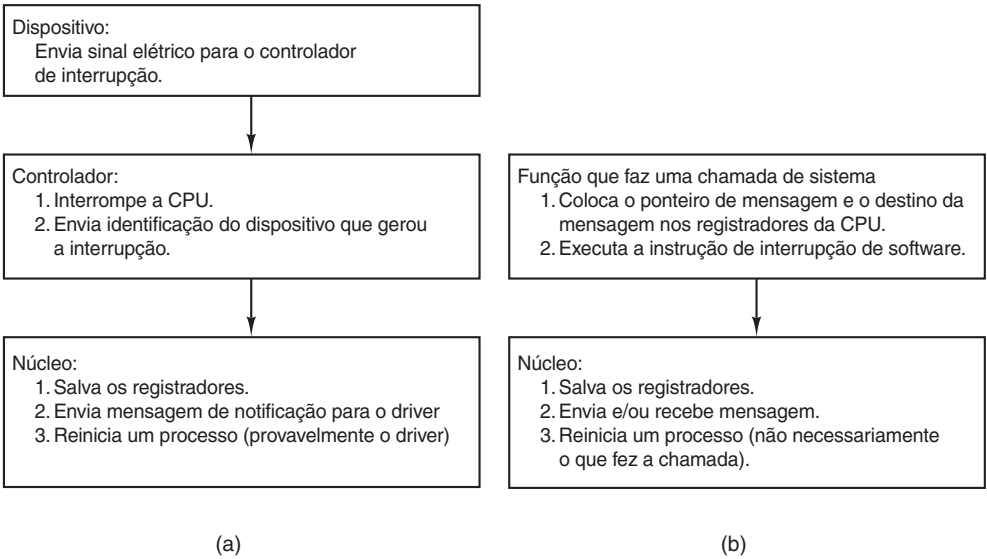 Dispositivo:
Envia sinal elétrico para o controlador
de interrupção.
Controlador:
1. Interrompe a CPU.
2. Envia identificação do dispositivo que gerou
a interrupção.
Núcleo:
1. Salva os registradores.
2. Envia mensagem de notificação para o driver
3. Reinicia um processo (provavelmente o driver)
(a)
Função que faz uma chamada de sistema
1. Coloca o ponteiro de mensagem e o destino da
mensagem nos registradores da CPU.
2. Executa a instrução de interrupção de software.
Núcleo:
1. Salva os registradores.
2. Envia e/ou recebe mensagem.
3. Reinicia um processo (não necessariamente
o que fez a chamada).
(b)